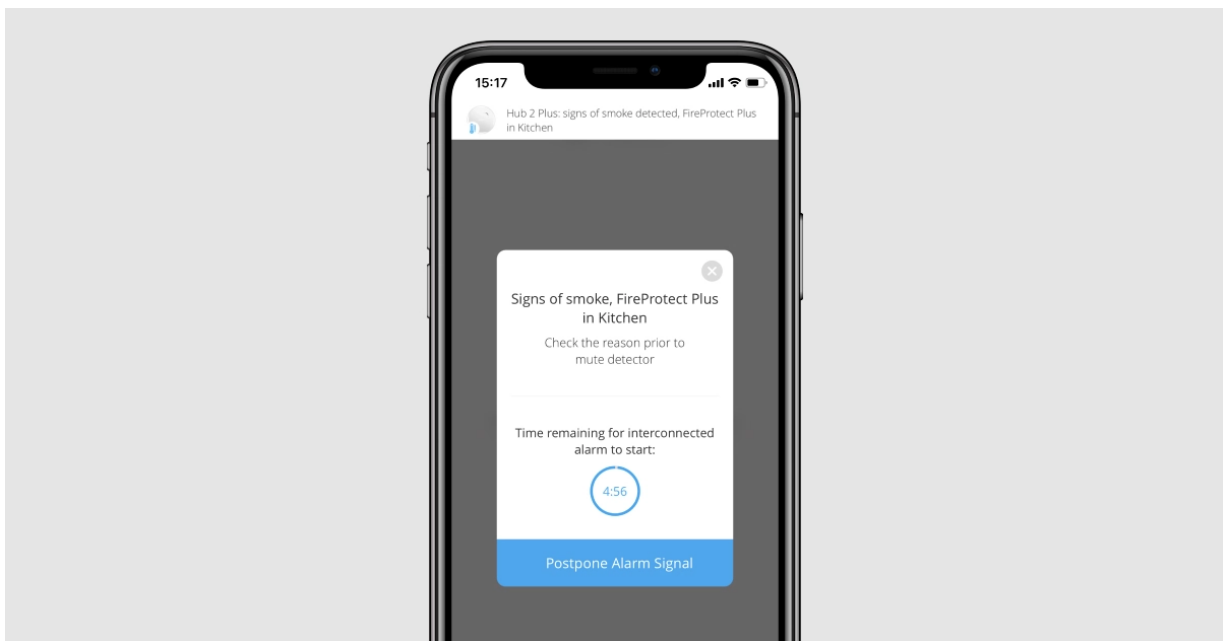 15:17
Hub 2 Plus: signs of smoke detected, FireProtect Plus
in Kitchen
Signs of smoke, FireProtect Plus
in Kitchen
Check the reason prior to
mute detector
Time remaining for interconnected
alarm to start:
4:56
Postpone Alarm Signal